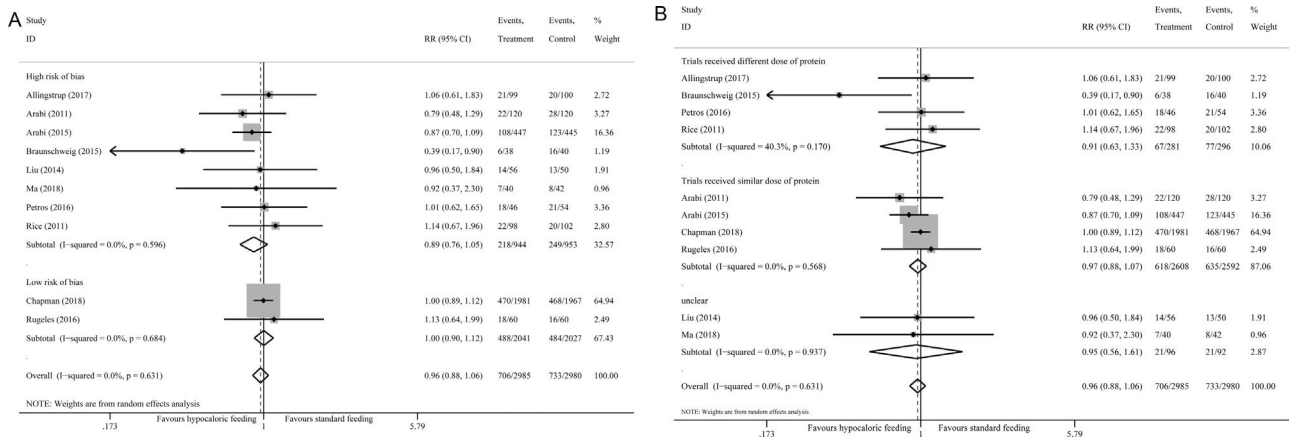 A
Study Events, Events, %
ID RR (95% CI) Treatment Control Weight
High risk of bias
Allingstrup (2017) 1.06 (0.61, 1.83) 21/99 20/100 2.72
Arabi (2011) 0.79 (0.48, 1.29) 22/120 28/120 3.27
Arabi (2015) 0.87 (0.70, 1.09) 108/447 123/445 16.36
Braunschweig (2015) 0.39 (0.17, 0.90) 6/38 16/40 1.19
Liu (2014) 0.96 (0.50, 1.84) 14/56 13/50 1.91
Ma (2018) 0.92 (0.37, 2.30) 7/40 8/42 0.96
Petros (2016) 1.01 (0.62, 1.65) 18/46 21/54 3.36
Rice (2011) 1.14 (0.67, 1.96) 22/98 20/102 2.80
Subtotal (I−squared = 0.0%, p = 0.596) 0.89 (0.76, 1.05) 218/944 249/953 32.57
.
Low risk of bias
Chapman (2018) 1.00 (0.89, 1.12) 470/1981 468/1967 64.94
Rugeles (2016) 1.13 (0.64, 1.99) 18/60 16/60 2.49
Subtotal (I−squared = 0.0%, p = 0.684) 1.00 (0.90, 1.12) 488/2041 484/2027 67.43
.
Overall (I−squared = 0.0%, p = 0.631) 0.96 (0.88, 1.06) 706/2985 733/2980 100.00
NOTE: Weights are from random effects analysis
Favours hypocaloric feeding Favours standard feeding
.173 1 5.79
B
Study Events, Events, %
ID RR (95% CI) Treatment Control Weight
Trials received different dose of protein
Allingstrup (2017) 1.06 (0.61, 1.83) 21/99 20/100 2.72
Braunschweig (2015) 0.39 (0.17, 0.90) 6/38 16/40 1.19
Petros (2016) 1.01 (0.62, 1.65) 18/46 21/54 3.36
Rice (2011) 1.14 (0.67, 1.96) 22/98 20/102 2.80
Subtotal (I−squared = 40.3%, p = 0.170) 0.91 (0.63, 1.33) 67/281 77/296 10.06
.
Trials received similar dose of protein
Arabi (2011) 0.79 (0.48, 1.29) 22/120 28/120 3.27
Arabi (2015) 0.87 (0.70, 1.09) 108/447 123/445 16.36
Chapman (2018) 1.00 (0.89, 1.12) 470/1981 468/1967 64.94
Rugeles (2016) 1.13 (0.64, 1.99) 18/60 16/60 2.49
Subtotal (I−squared = 0.0%, p = 0.568) 0.97 (0.88, 1.07) 618/2608 635/2592 87.06
.
unclear
Liu (2014) 0.96 (0.50, 1.84) 14/56 13/50 1.91
Ma (2018) 0.92 (0.37, 2.30) 7/40 8/42 0.96
Subtotal (I−squared = 0.0%, p = 0.937) 0.95 (0.56, 1.61) 21/96 21/92 2.87
.
Overall (I−squared = 0.0%, p = 0.631) 0.96 (0.88, 1.06) 706/2985 733/2980 100.00
NOTE: Weights are from random effects analysis
Favours hypocaloric feeding Favours standard feeding
.173 1 5.79